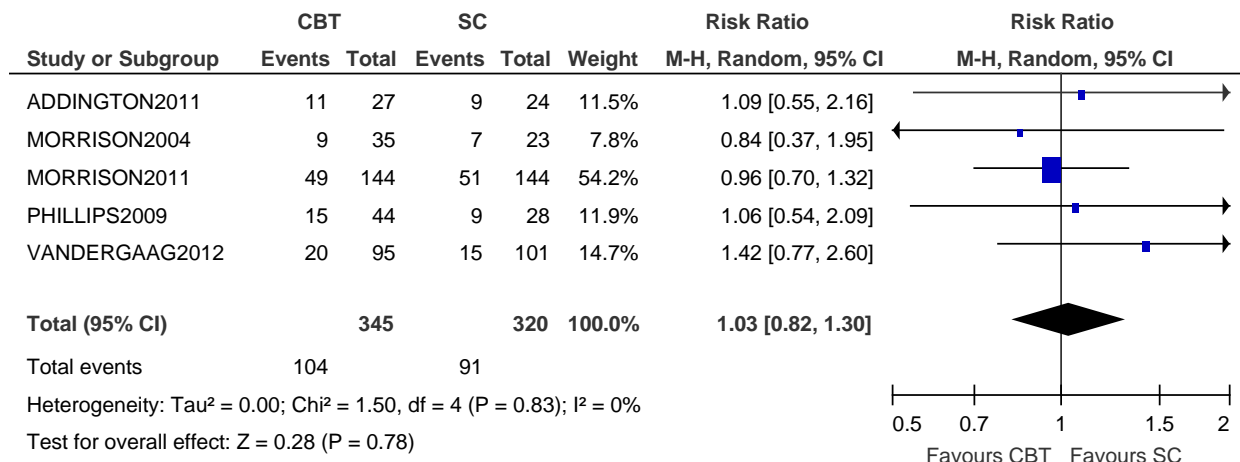 CBT SC Risk Ratio Risk Ratio
Study or Subgroup Events Total Events Total Weight M-H, Random, 95% CI M-H, Random, 95% CI
ADDINGTON2011 11 27 9 24 11.5% 1.09 [0.55, 2.16]
MORRISON2004 9 35 7 23 7.8% 0.84 [0.37, 1.95]
MORRISON2011 49 144 51 144 54.2% 0.96 [0.70, 1.32]
PHILLIPS2009 15 44 9 28 11.9% 1.06 [0.54, 2.09]
VANDERGAAG2012 20 95 15 101 14.7% 1.42 [0.77, 2.60]
Total (95% CI) 345 320 100.0% 1.03 [0.82, 1.30]
Total events 104 91
Heterogeneity: Tau² = 0.00; Chi² = 1.50, df = 4 (P = 0.83); I² = 0%
Test for overall effect: Z = 0.28 (P = 0.78)
0.5 0.7 1 1.5 2
Favours CBT Favours SC